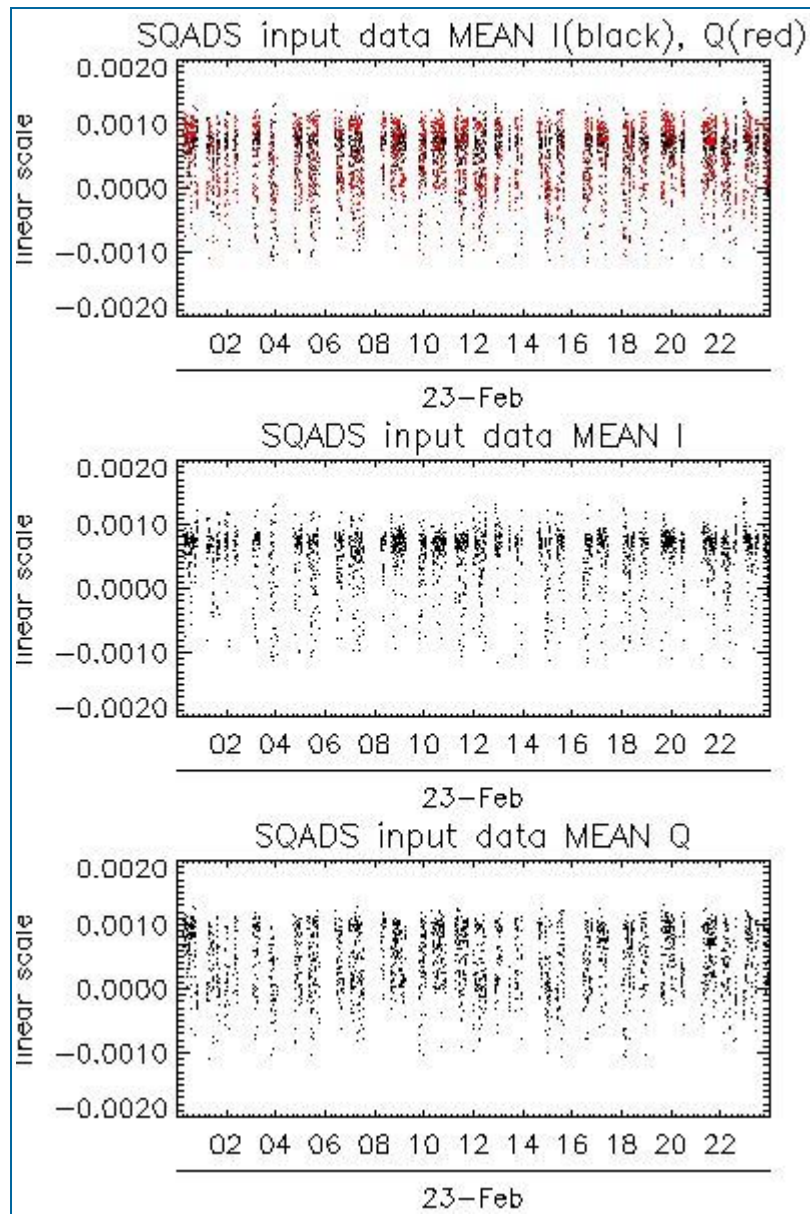 SQADS input data MEAN I(black), Q(red)
linear scale
0.0020
0.0010
0.0000
−0.0010
−0.0020
02 04 06 08 10 12 14 16 18 20 22
23−Feb
SQADS input data MEAN I
linear scale
0.0020
0.0010
0.0000
−0.0010
−0.0020
02 04 06 08 10 12 14 16 18 20 22
23−Feb
SQADS input data MEAN Q
linear scale
0.0020
0.0010
0.0000
−0.0010
−0.0020
02 04 06 08 10 12 14 16 18 20 22
23−Feb